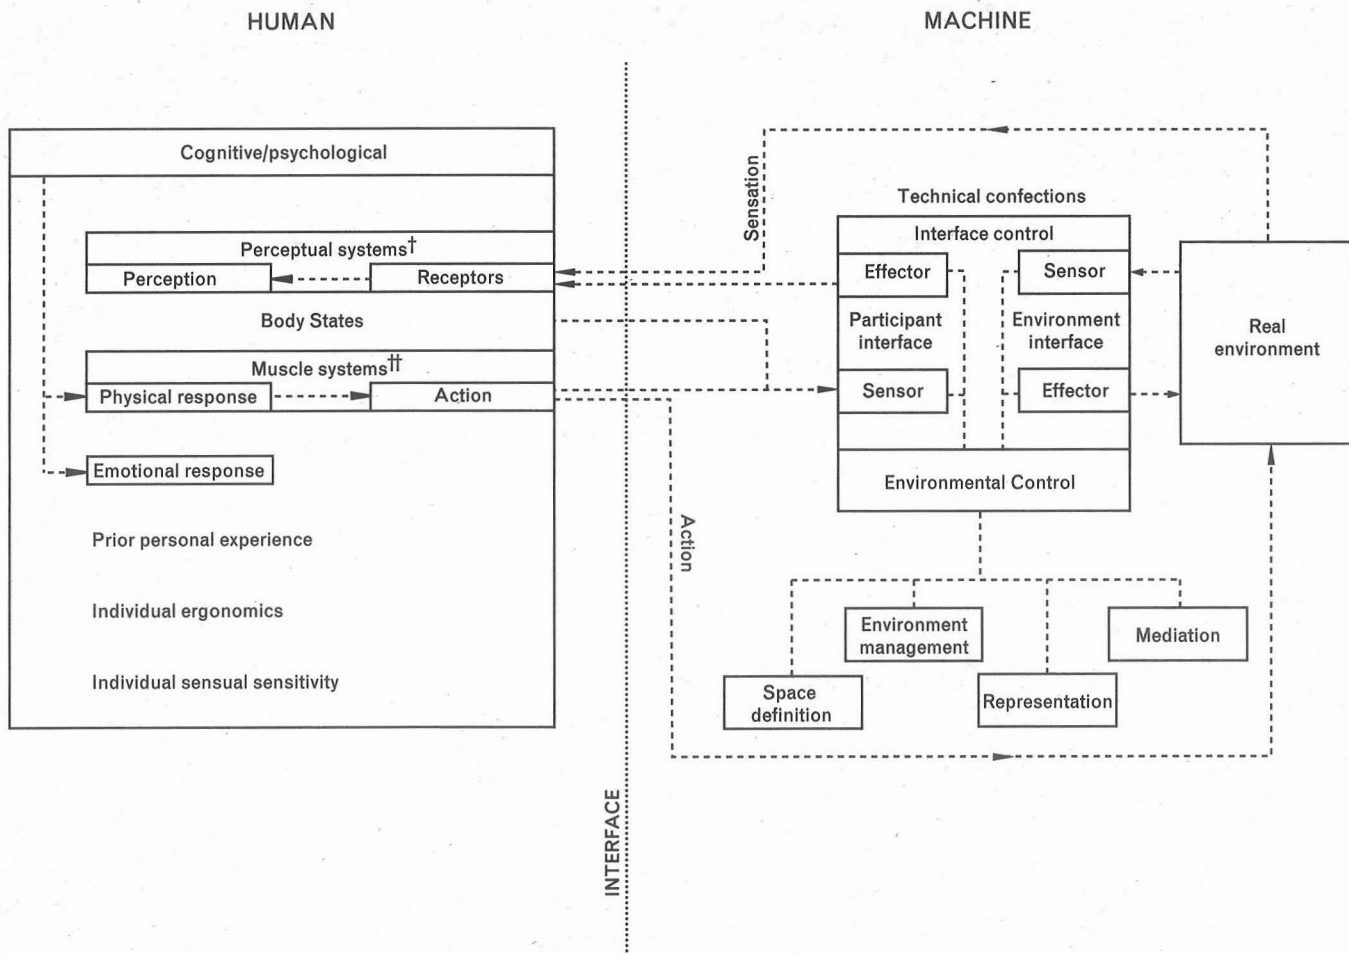 HUMAN
MACHINE
Cognitive/psychological
Perceptual systems†
Perception
Receptors
Body States
Muscle systems††
Physical response
Action
Emotional response
Prior personal experience
Individual ergonomics
Individual sensual sensitivity
INTERFACE
Sensation
Action
Technical confections
Interface control
Effector
Sensor
Participant
interface
Environment
interface
Sensor
Effector
Environmental Control
Real
environment
Environment
management
Mediation
Space
definition
Representation